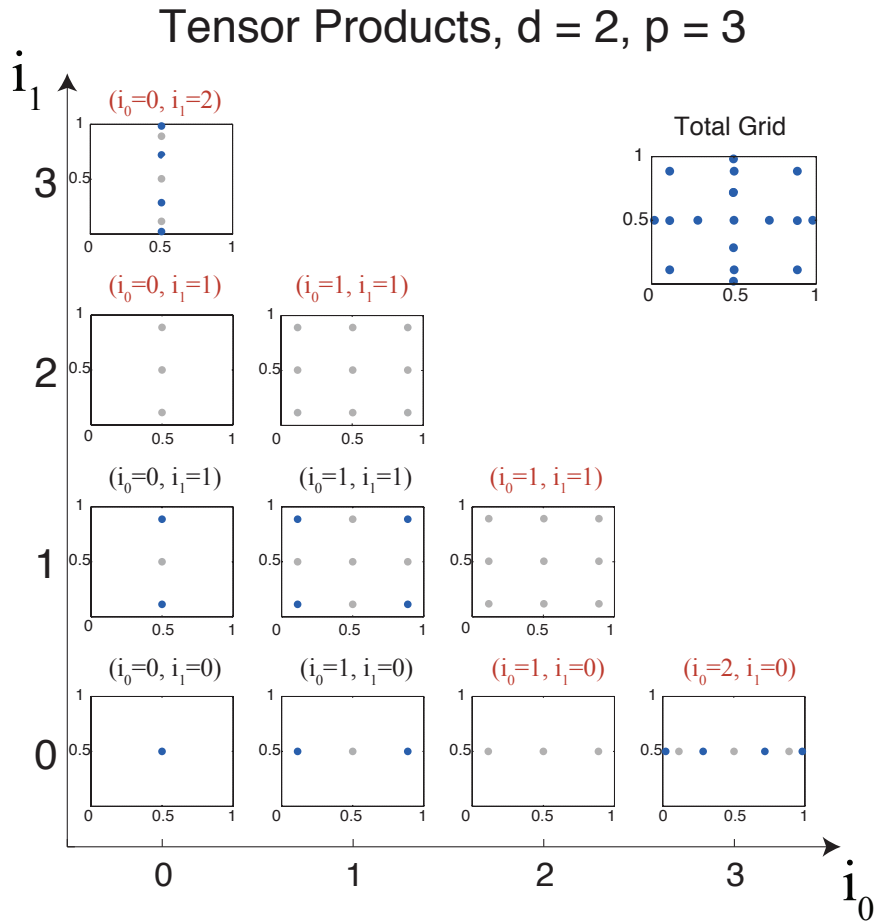 Tensor Products, d = 2, p = 3
i1
(i0=0, i1=2)
1
0.5
0 0.5 1
3
Total Grid
1
0.5
0 0.5 1
(i0=0, i1=1) (i0=1, i1=1)
1 1
2 0.5 0.5
0 0.5 1 0 0.5 1
(i0=0, i1=1) (i0=1, i1=1) (i0=1, i1=1)
1 1 1
1 0.5 0.5 0.5
0 0.5 1 0 0.5 1 0 0.5 1
(i0=0, i1=0) (i0=1, i1=0) (i0=1, i1=0) (i0=2, i1=0)
1 1 1 1
0 0.5 0.5 0.5 0.5
0 0.5 1 0 0.5 1 0 0.5 1 0 0.5 1
0 1 2 3
i0